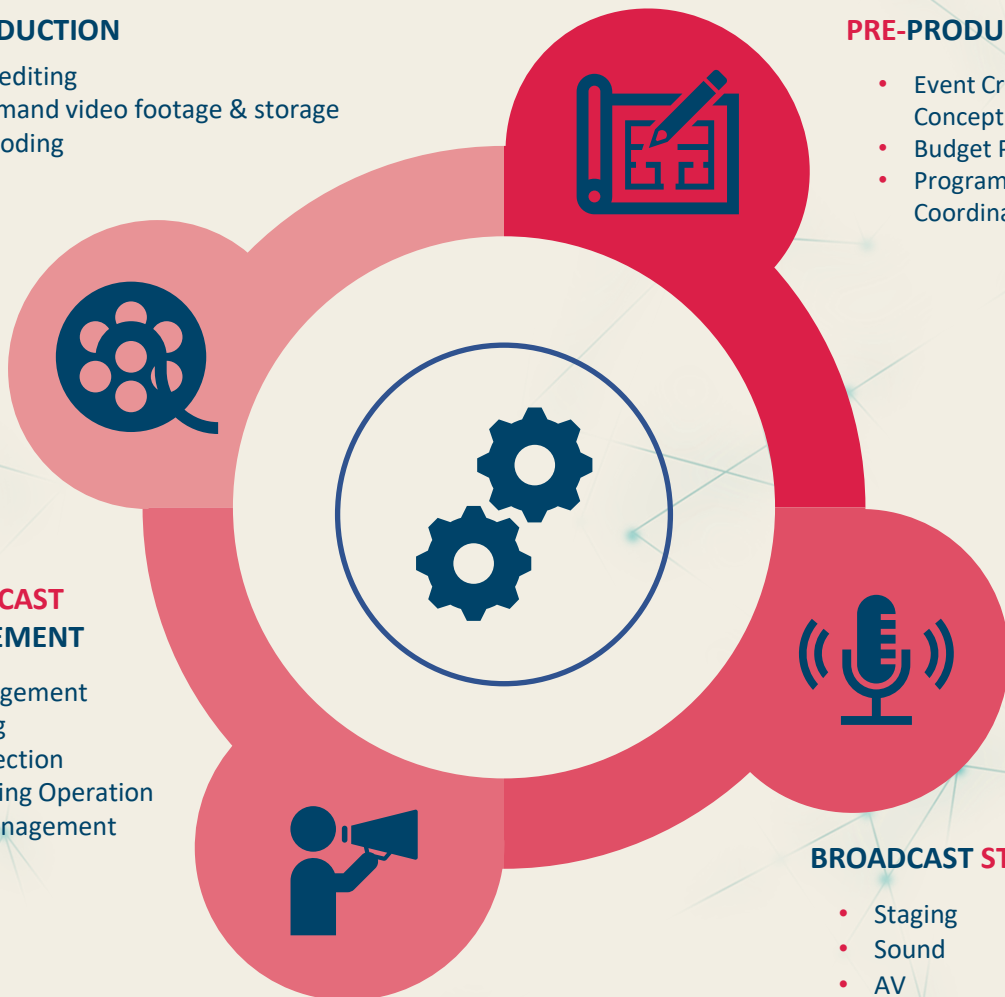 DUCTION
editing
mand video footage & storage
oding
PRE-PRODU
• Event Cr
Concept
• Budget P
• Program
Coordina
CAST
EMENT
gement
g
ection
ing Operation
nagement
BROADCAST ST
• Staging
• Sound
• AV